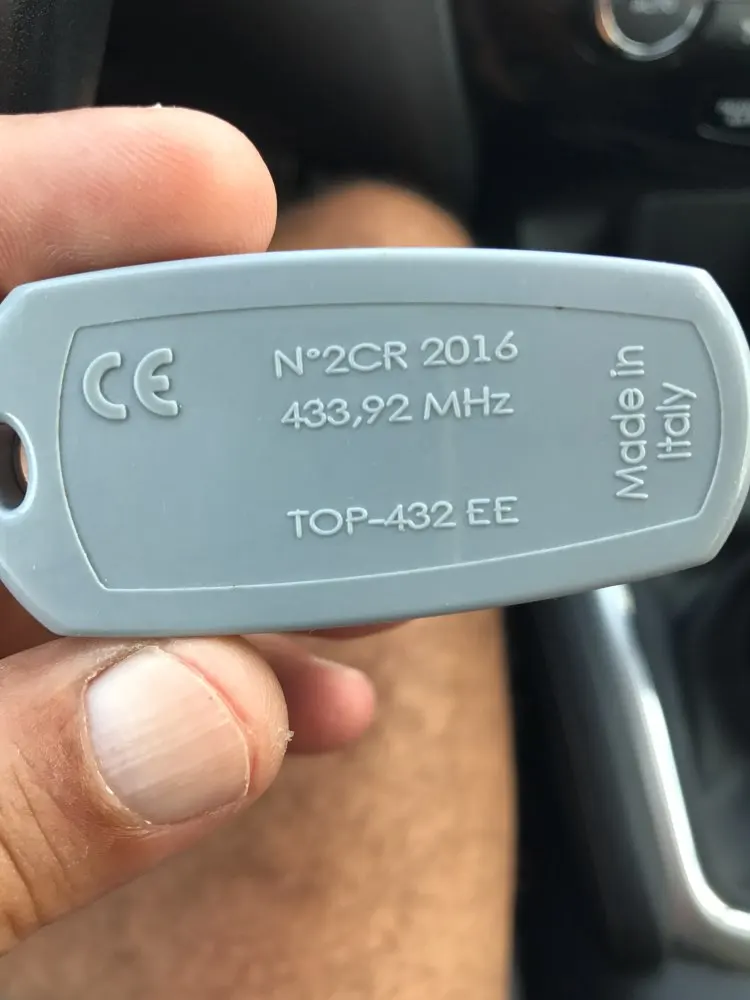 CE
N°2CR 2016
433,92 MHz
TOP-432 EE
Made in
Italy